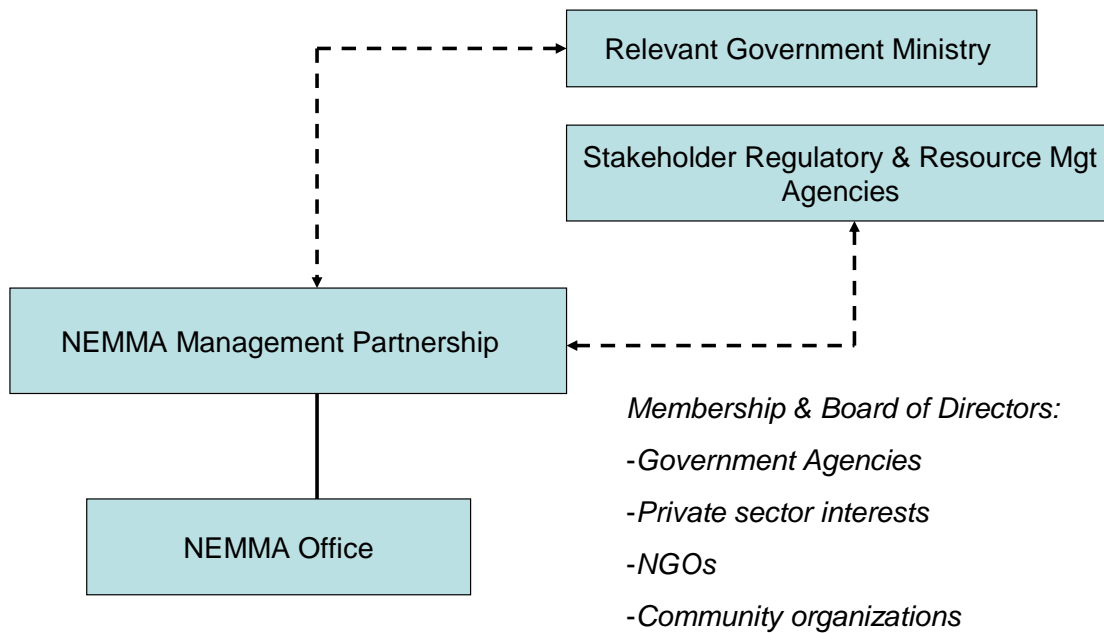 Relevant Government Ministry
Stakeholder Regulatory & Resource Mgt
Agencies
NEMMA Management Partnership
Membership & Board of Directors:
-Government Agencies
-Private sector interests
NEMMA Office
-NGOs
-Community organizations